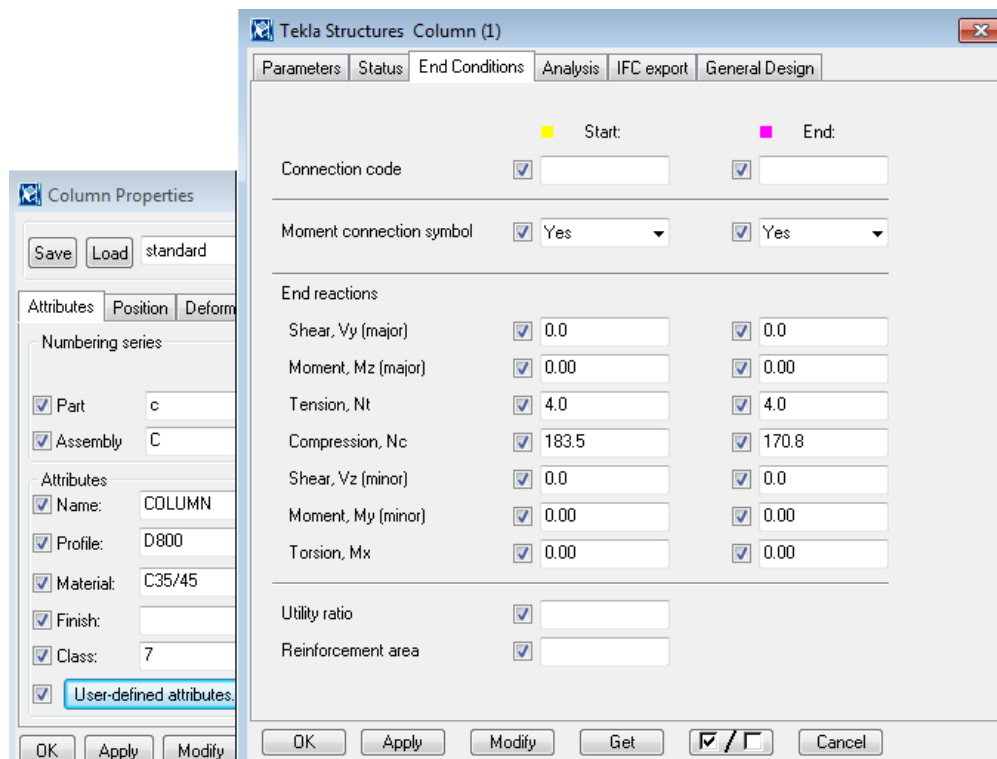 Tekla Structures Column (1)
Parameters Status End Conditions Analysis IFC export General Design
Start: End:
Connection code
Moment connection symbol Yes Yes
End reactions
Shear, Vy (major) 0.0 0.0
Moment, Mz (major) 0.00 0.00
Tension, Nt 4.0 4.0
Compression, Nc 183.5 170.8
Shear, Vz (minor) 0.0 0.0
Moment, My (minor) 0.00 0.00
Torsion, Mx 0.00 0.00
Utility ratio
Reinforcement area
OK Apply Modify Get / Cancel
Column Properties
Save Load standard
Attributes Position Deform
Numbering series
Part c
Assembly C
Attributes
Name: COLUMN
Profile: D800
Material: C35/45
Finish:
Class: 7
User-defined attributes.
OK Apply Modify